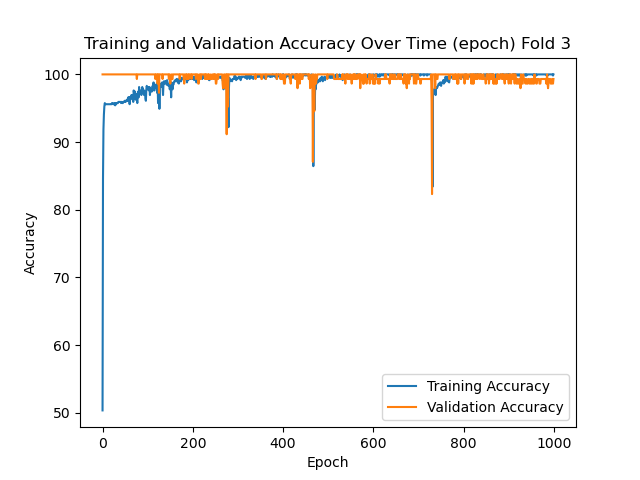 Training and Validation Accuracy Over Time (epoch) Fold 3
100
90
80
70
60
50
Accuracy
0
200
400
600
800
1000
Epoch
Training Accuracy
Validation Accuracy